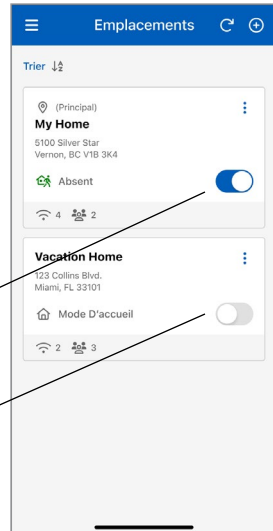 Emplacements
Trier
(Principal)
My Home
5100 Silver Star
Vernon, BC V1B 3K4
Absent
4 2
Vacation Home
123 Collins Blvd.
Miami, FL 33101
Mode D'accueil
2 3